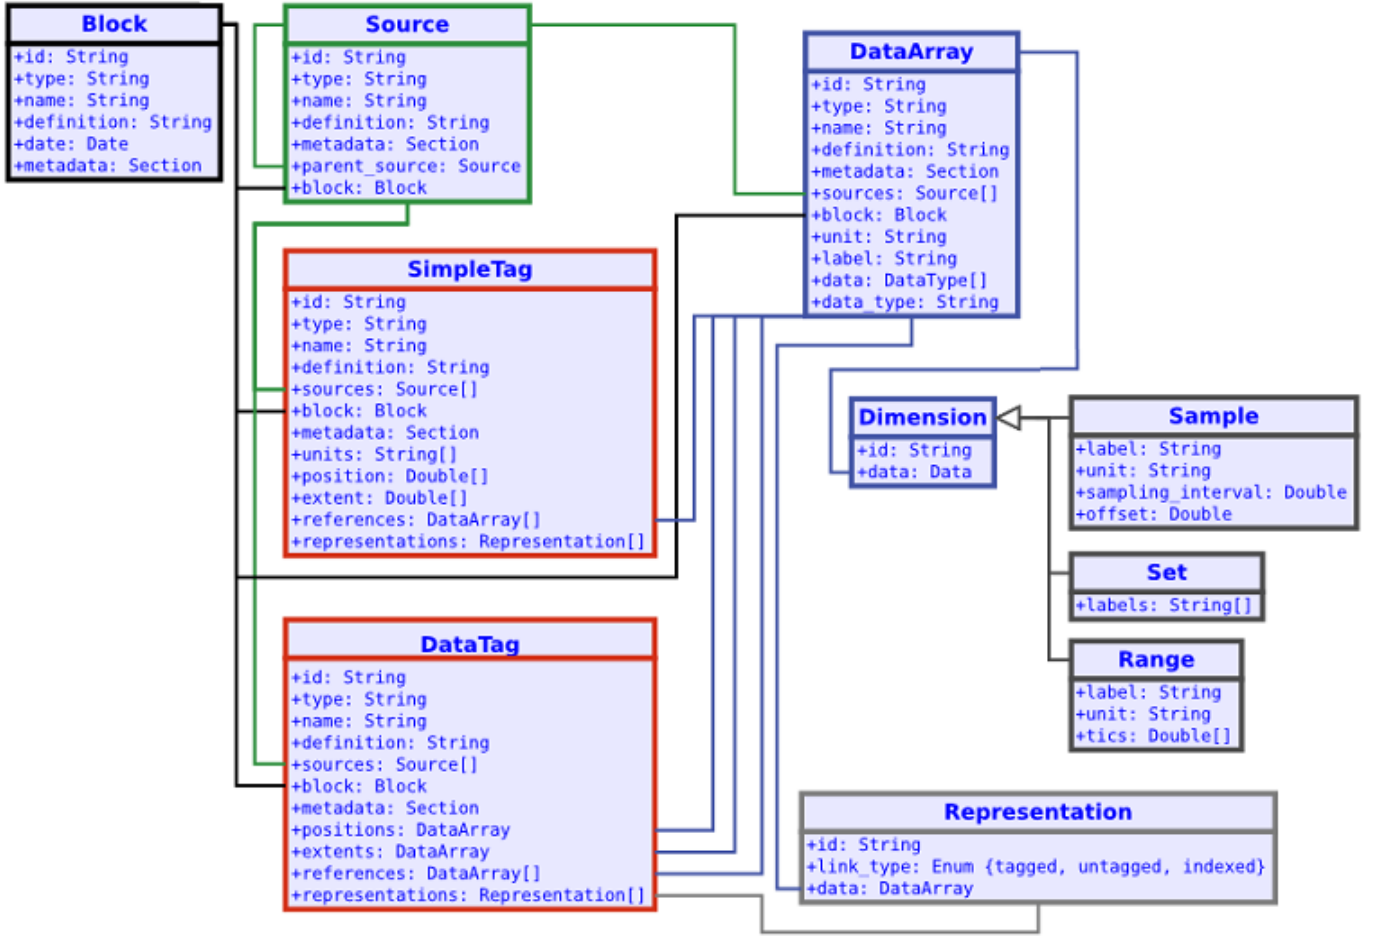 Block
+id: String
+type: String
+name: String
+definition: String
+date: Date
+metadata: Section
Source
+id: String
+type: String
+name: String
+definition: String
+metadata: Section
+parent_source: Source
+block: Block
DataArray
+id: String
+type: String
+name: String
+definition: String
+metadata: Section
+sources: Source[]
+block: Block
+unit: String
+label: String
+data: DataType[]
+data_type: String
SimpleTag
+id: String
+type: String
+name: String
+definition: String
+sources: Source[]
+block: Block
+metadata: Section
+units: String[]
+position: Double[]
+extent: Double[]
+references: DataArray[]
+representations: Representation[]
Dimension
+id: String
+data: Data
Sample
+label: String
+unit: String
+sampling_interval: Double
+offset: Double
Set
+labels: String[]
Range
+label: String
+unit: String
+tics: Double[]
DataTag
+id: String
+type: String
+name: String
+definition: String
+sources: Source[]
+block: Block
+metadata: Section
+positions: DataArray
+extents: DataArray
+references: DataArray[]
+representations: Representation[]
Representation
+id: String
+link_type: Enum {tagged, untagged, indexed}
+data: DataArray